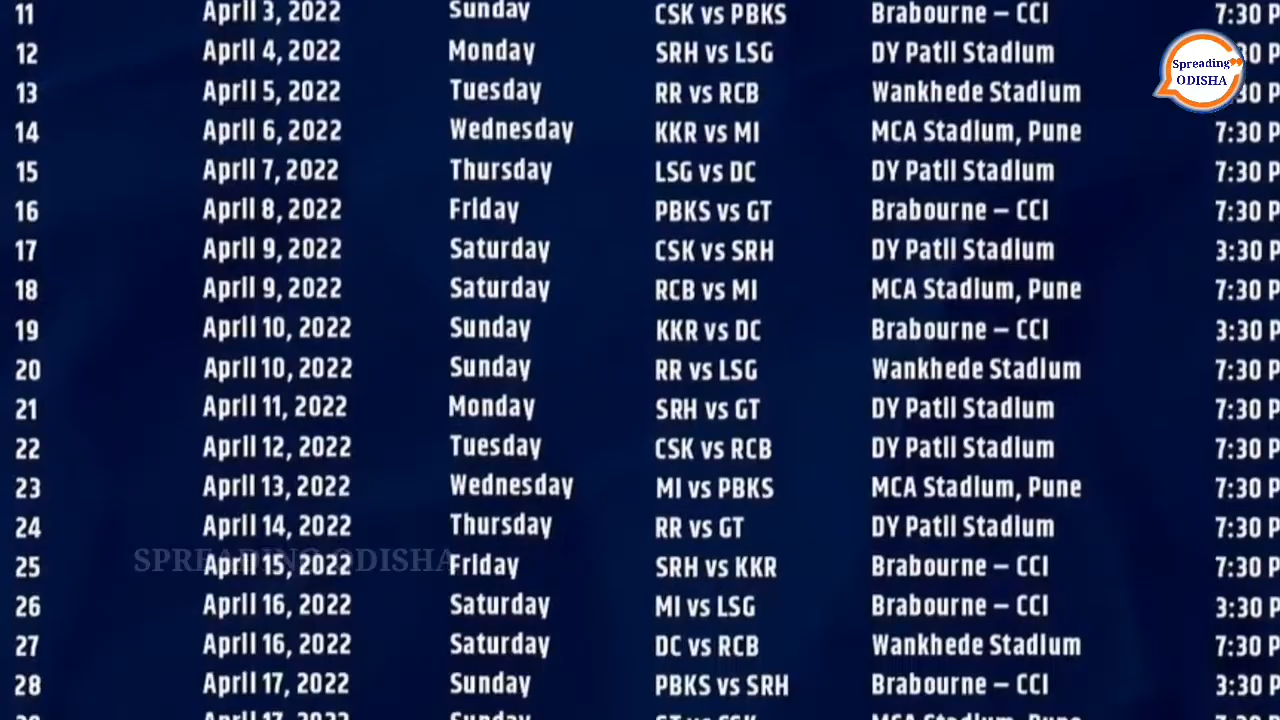 11 April 3, 2022 Sunday CSK vs PBKS Brabourne – CCI 7:30 P
12 April 4, 2022 Monday SRH vs LSG DY Patil Stadium 30 P
13 April 5, 2022 Tuesday RR vs RCB Wankhede Stadium 30 P
14 April 6, 2022 Wednesday KKR vs MI MCA Stadium, Pune 7:30 P
15 April 7, 2022 Thursday LSG vs DC DY Patil Stadium 7:30 P
16 April 8, 2022 Friday PBKS vs GT Brabourne – CCI 7:30 P
17 April 9, 2022 Saturday CSK vs SRH DY Patil Stadium 3:30 P
18 April 9, 2022 Saturday RCB vs MI MCA Stadium, Pune 7:30 P
19 April 10, 2022 Sunday KKR vs DC Brabourne – CCI 3:30 P
20 April 10, 2022 Sunday RR vs LSG Wankhede Stadium 7:30 P
21 April 11, 2022 Monday SRH vs GT DY Patil Stadium 7:30 P
22 April 12, 2022 Tuesday CSK vs RCB DY Patil Stadium 7:30 P
23 April 13, 2022 Wednesday MI vs PBKS MCA Stadium, Pune 7:30 P
24 April 14, 2022 Thursday RR vs GT DY Patil Stadium 7:30 P
25 April 15, 2022 Friday SRH vs KKR Brabourne – CCI 7:30 P
26 April 16, 2022 Saturday MI vs LSG Brabourne – CCI 3:30 P
27 April 16, 2022 Saturday DC vs RCB Wankhede Stadium 7:30 P
28 April 17, 2022 Sunday PBKS vs SRH Brabourne – CCI 3:30 P
Spreading
ODISHA
SPREADING ODISHA